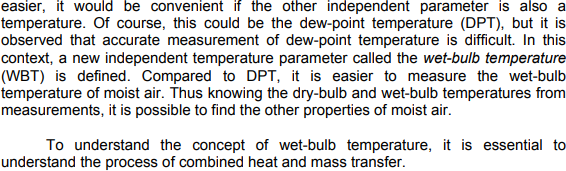 easier, it would be convenient if the other independent parameter is also a
temperature. Of course, this could be the dew-point temperature (DPT), but it is
observed that accurate measurement of dew-point temperature is difficult. In this
context, a new independent temperature parameter called the wet-bulb temperature
(WBT) is defined. Compared to DPT, it is easier to measure the wet-bulb
temperature of moist air. Thus knowing the dry-bulb and wet-bulb temperatures from
measurements, it is possible to find the other properties of moist air.
To understand the concept of wet-bulb temperature, it is essential to
understand the process of combined heat and mass transfer.